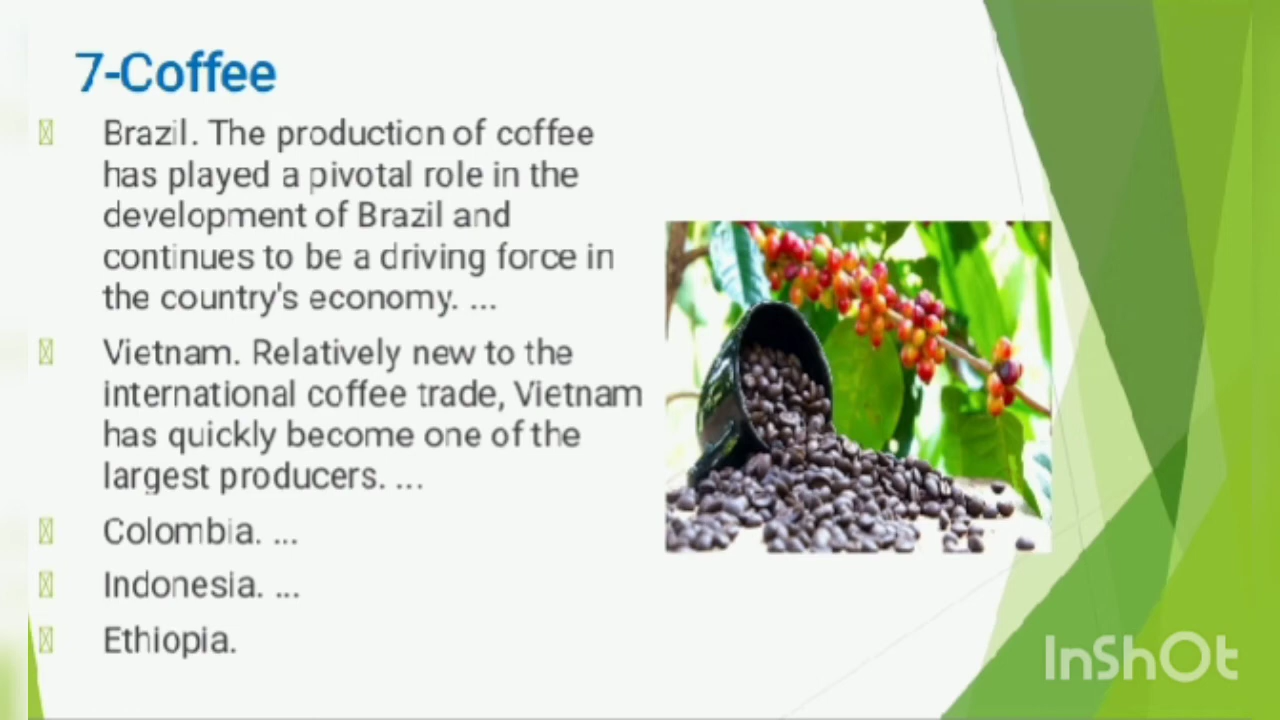 7-Coffee
Brazil. The production of coffee
has played a pivotal role in the
development of Brazil and
continues to be a driving force in
the country's economy. ...
Vietnam. Relatively new to the
international coffee trade, Vietnam
has quickly become one of the
largest producers. ...
Colombia. ...
Indonesia. ...
Ethiopia.
InShOt